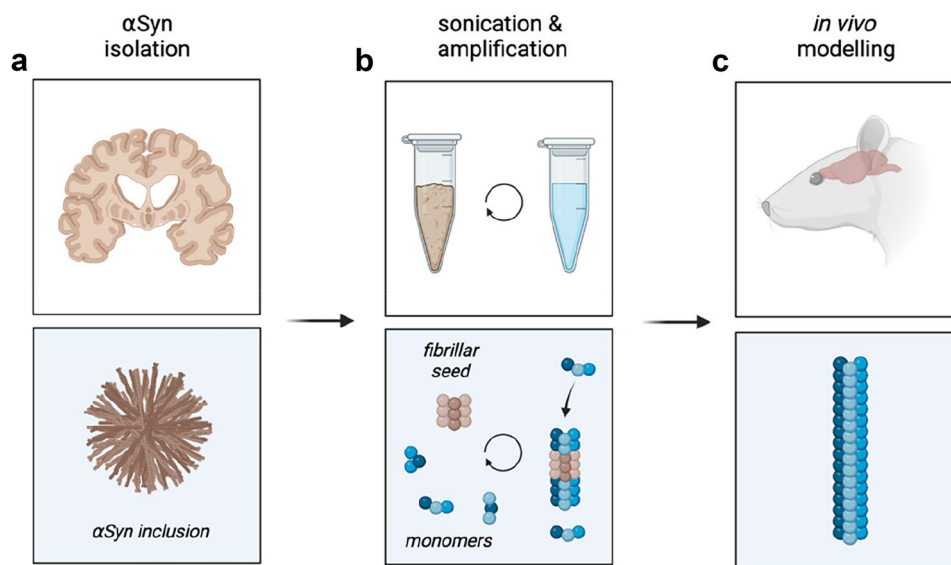 αSyn
isolation
sonication &
amplification
in vivo
modelling
a
b
c
fibrillar
seed
αSyn inclusion
monomers